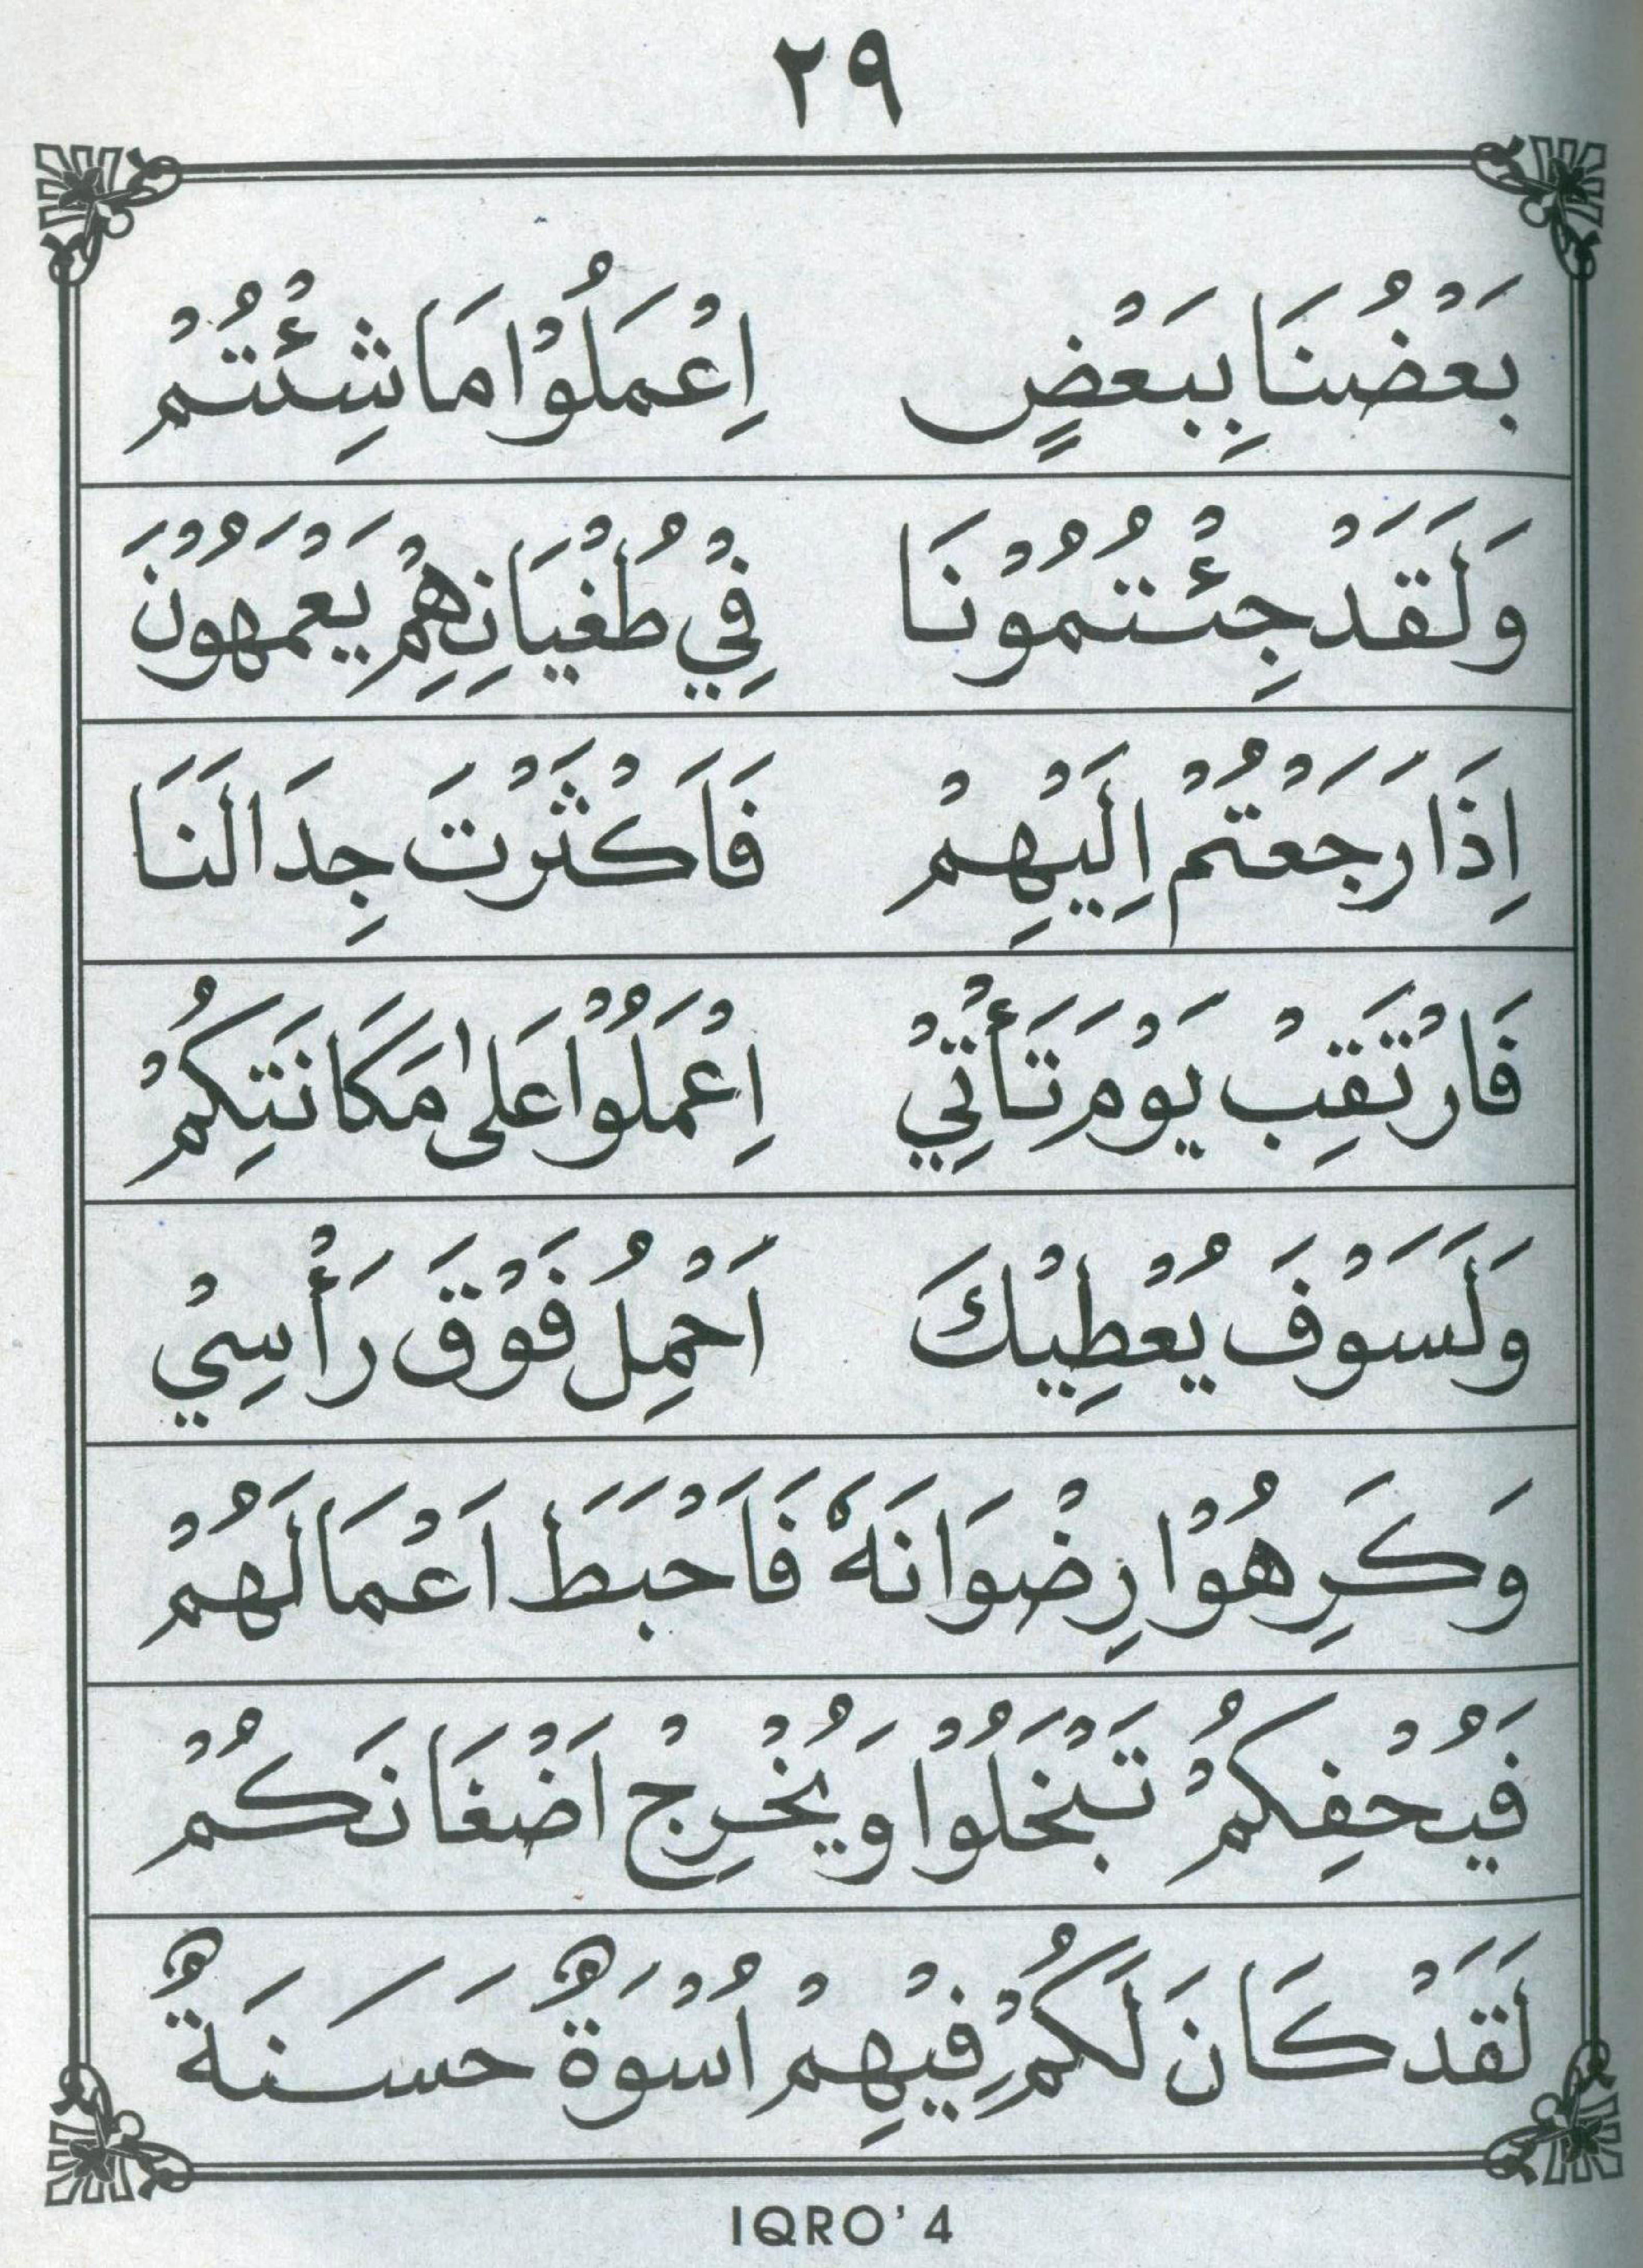 ٢٩
بَعْضُنَا بِبَعْضٍ اِعْمَلُوْا مَا شِئْتُمْ
وَلَقَدْ جِئْتُمُوْنَا فِيْ طُغْيَانِهِمْ يَعْمَهُوْنَ
اِذَا رَجَعْتُمْ اِلَيْهِمْ فَاَكْثَرْتَ جِدَالَنَا
فَارْتَقِبْ يَوْمَ تَأْتِيْ اِعْمَلُوْا عَلٰى مَكَانَتِكُمْ
وَلَسَوْفَ يُعْطِيْكَ اَحْمِلُ فَوْقَ رَأْسِيْ
وَكَرِهُوْا رِضْوَانَهٗ فَاَحْبَطَ اَعْمَالَهُمْ
فَيُحْفِكُمْ تَبْخَلُوْا وَيُخْرِجْ اَضْغَانَكُمْ
لَقَدْ كَانَ لَكُمْ فِيْهِمْ اُسْوَةٌ حَسَنَةٌ
IQRO' 4